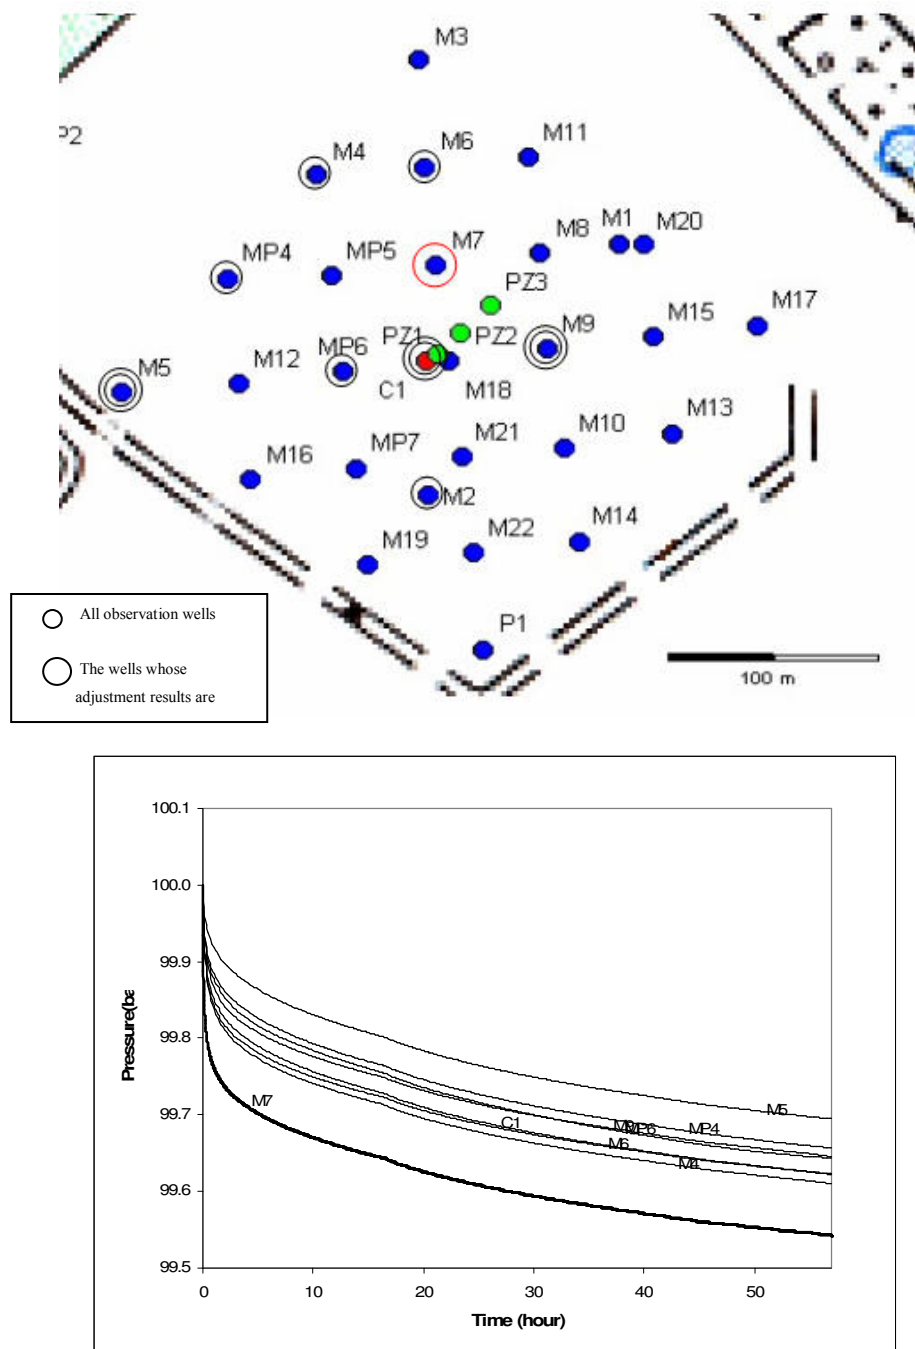 M3
P2
M4
M6
M11
MP4
MP5
M7
M8
M1
M20
PZ3
M5
M12
MP6
PZ1
PZ2
M9
M15
M17
C1
M18
M16
MP7
M21
M10
M13
M2
M19
M22
M14
P1
100 m
All observation wells
The wells whose
adjustment results are
100.1
100.0
99.9
99.8
99.7
99.6
99.5
Pressure(ba
M7
C1
MP6
MP4
M5
M6
M4
0
10
20
30
40
50
Time (hour)